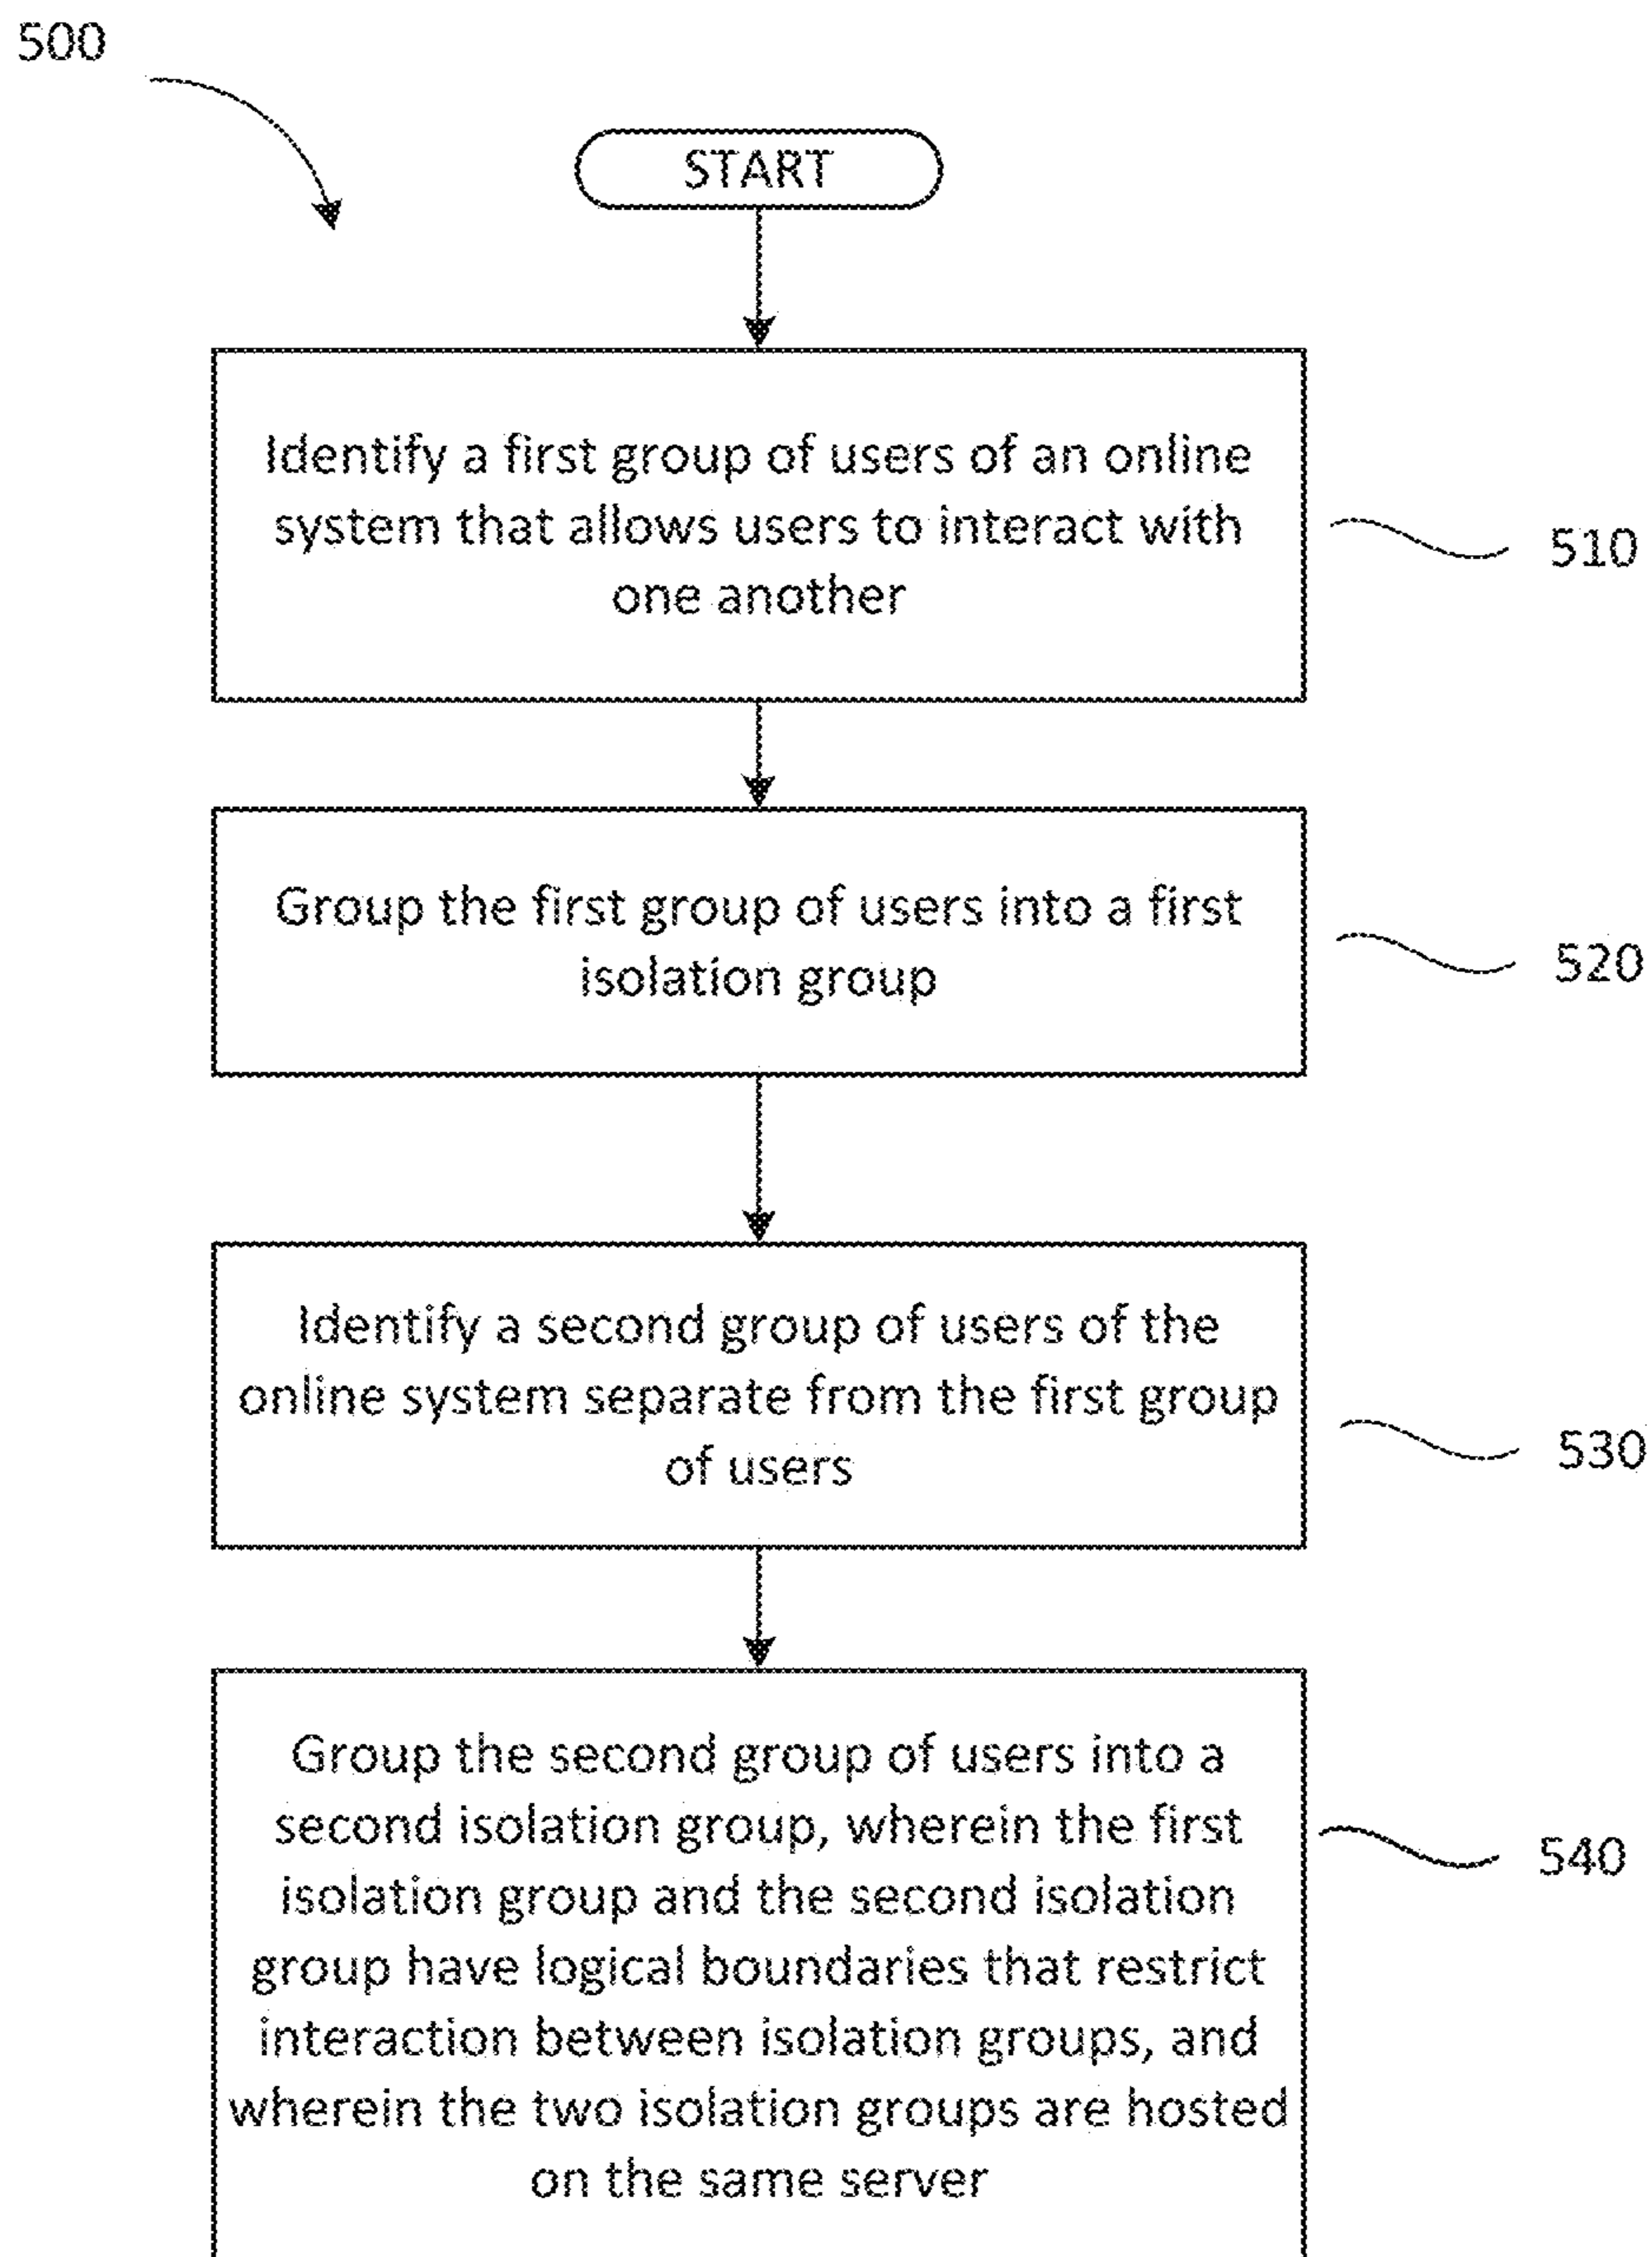 500
START
Identify a first group of users of an online
system that allows users to interact with
one another
510
Group the first group of users into a first
isolation group
520
Identify a second group of users of the
online system separate from the first group
of users
530
Group the second group of users into a
second isolation group, wherein the first
isolation group and the second isolation
group have logical boundaries that restrict
interaction between isolation groups, and
wherein the two isolation groups are hosted
on the same server
540